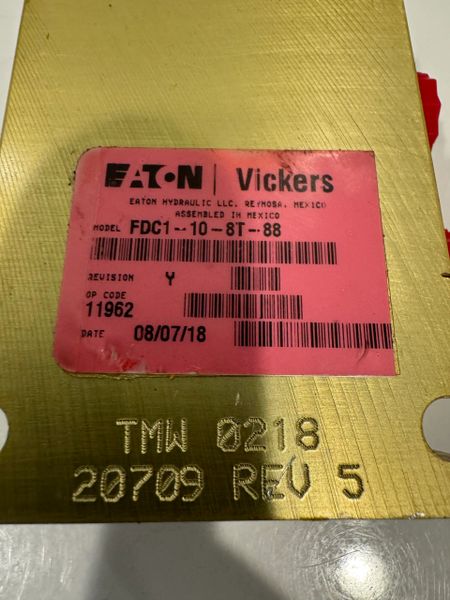 EATON | Vickers
EATON HYDRAULIC LLC. REYNOSA, MEXICO
ASSEMBLED IN MEXICO
MODEL FDC1--10-8T-88
REVISION Y
OP CODE
11962
DATE 08/07/18
TMW 0218
20709 REV 5